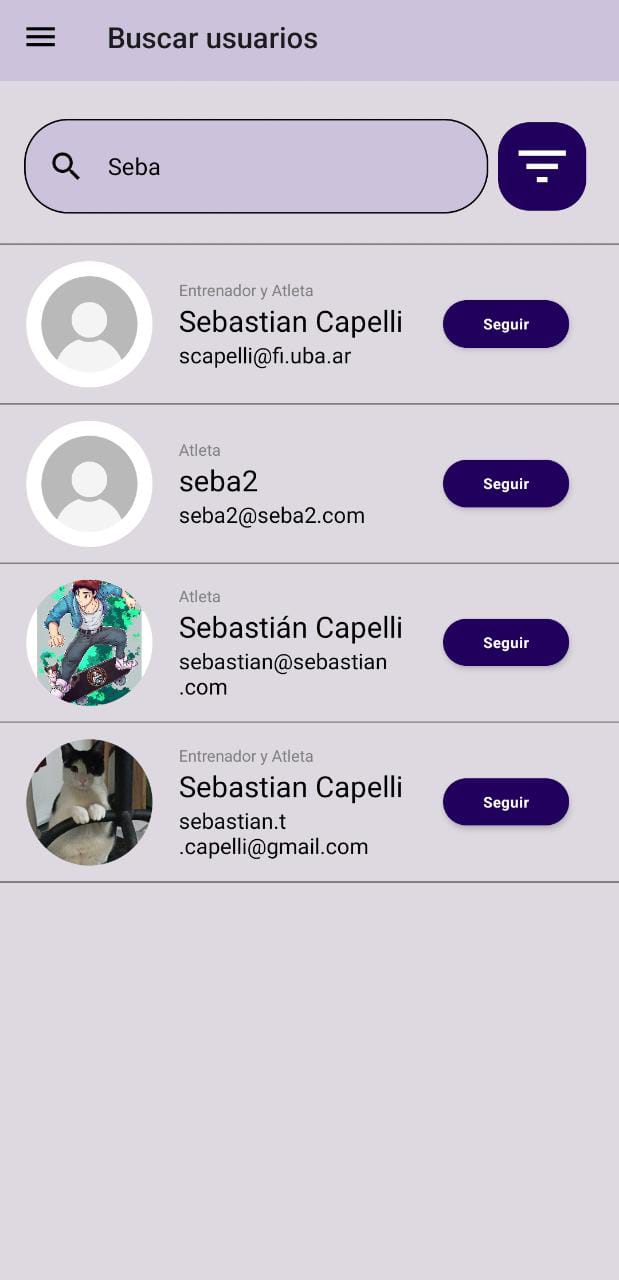 Buscar usuarios
Seba
Entrenador y Atleta
Sebastian Capelli
scapelli@fi.uba.ar
Seguir
Atleta
seba2
seba2@seba2.com
Seguir
Atleta
Sebastián Capelli
sebastian@sebastian
.com
Seguir
Entrenador y Atleta
Sebastian Capelli
sebastian.t
.capelli@gmail.com
Seguir